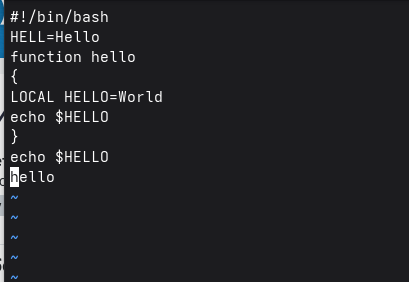 #!/bin/bash
HELL=Hello
function hello
{
LOCAL HELLO=World
echo $HELLO
}
echo $HELLO
hello
~
~
~
~
~